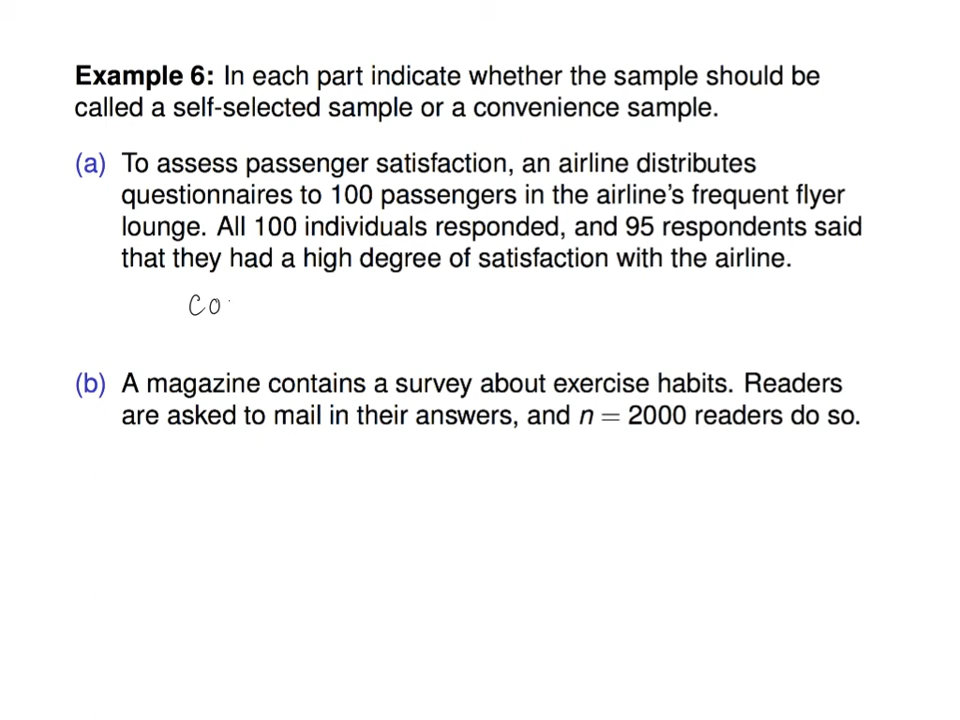 Example 6: In each part indicate whether the sample should be
called a self-selected sample or a convenience sample.
(a) To assess passenger satisfaction, an airline distributes
questionnaires to 100 passengers in the airline's frequent flyer
lounge. All 100 individuals responded, and 95 respondents said
that they had a high degree of satisfaction with the airline.
Co
(b) A magazine contains a survey about exercise habits. Readers
are asked to mail in their answers, and n = 2000 readers do so.